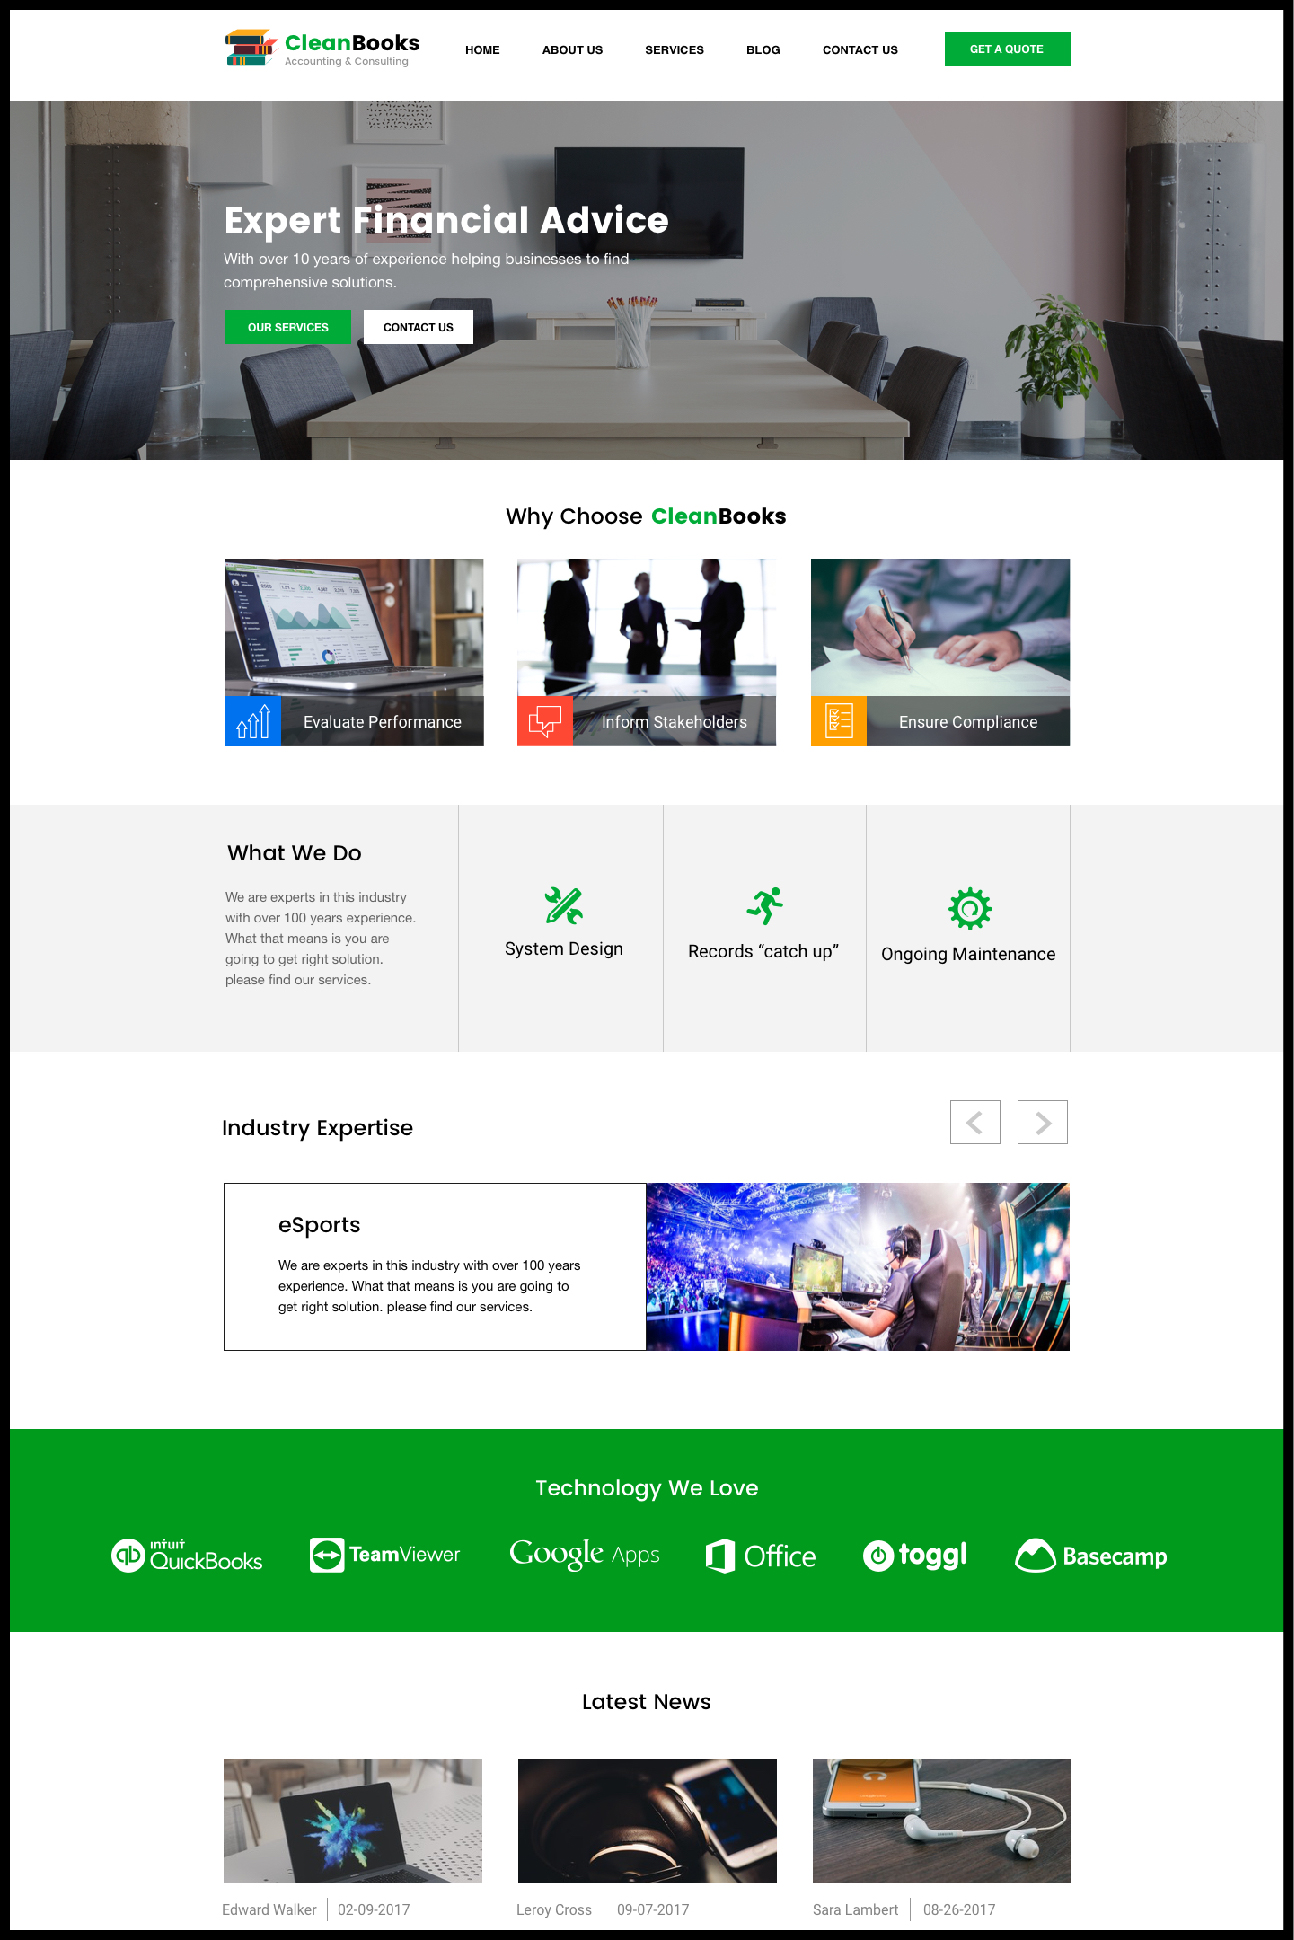 CleanBooks
Accounting & Consulting
HOME
ABOUT US
SERVICES
BLOG
CONTACT US
GET A QUOTE
Expert Financial Advice
With over 10 years of experience helping businesses to find
comprehensive solutions.
OUR SERVICES
CONTACT US
Why Choose CleanBooks
Evaluate Performance
Inform Stakeholders
Ensure Compliance
What We Do
We are experts in this industry
with over 100 years experience.
What that means is you are
going to get right solution.
please find our services.
System Design
Records “catch up”
Ongoing Maintenance
Industry Expertise
eSports
We are experts in this industry with over 100 years
experience. What that means is you are going to
get right solution. please find our services.
Technology We Love
qb intuit QuickBooks
TeamViewer
Google Apps
Office
toggl
Basecamp
Latest News
Edward Walker
02-09-2017
Leroy Cross
09-07-2017
Sara Lambert
08-26-2017